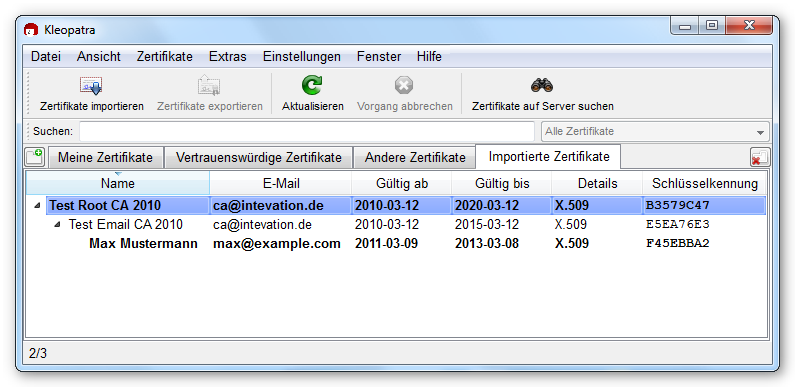 Kleopatra
Datei Ansicht Zertifikate Extras Einstellungen Fenster Hilfe
Zertifikate importieren Zertifikate exportieren Aktualisieren Vorgang abbrechen Zertifikate auf Server suchen
Suchen: Alle Zertifikate
Meine Zertifikate Vertrauenswürdige Zertifikate Andere Zertifikate Importierte Zertifikate
Name E-Mail Gültig ab Gültig bis Details Schlüsselkennung
Test Root CA 2010 ca@intevation.de 2010-03-12 2020-03-12 X.509 B3579C47
Test Email CA 2010 ca@intevation.de 2010-03-12 2015-03-12 X.509 E5EA76E3
Max Mustermann max@example.com 2011-03-09 2013-03-08 X.509 F45EBBA2
2/3